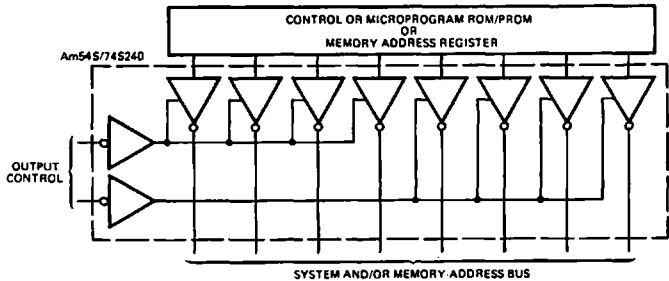 CONTROL OR MICROPROGRAM ROM/PROM
OR
MEMORY ADDRESS REGISTER
Am54S/74S240
OUTPUT
CONTROL
SYSTEM AND/OR MEMORY-ADDRESS BUS